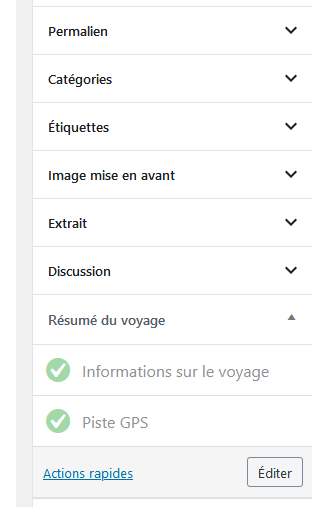 Permalien
Catégories
Étiquettes
Image mise en avant
Extrait
Discussion
Résumé du voyage
Informations sur le voyage
Piste GPS
Actions rapides
Éditer